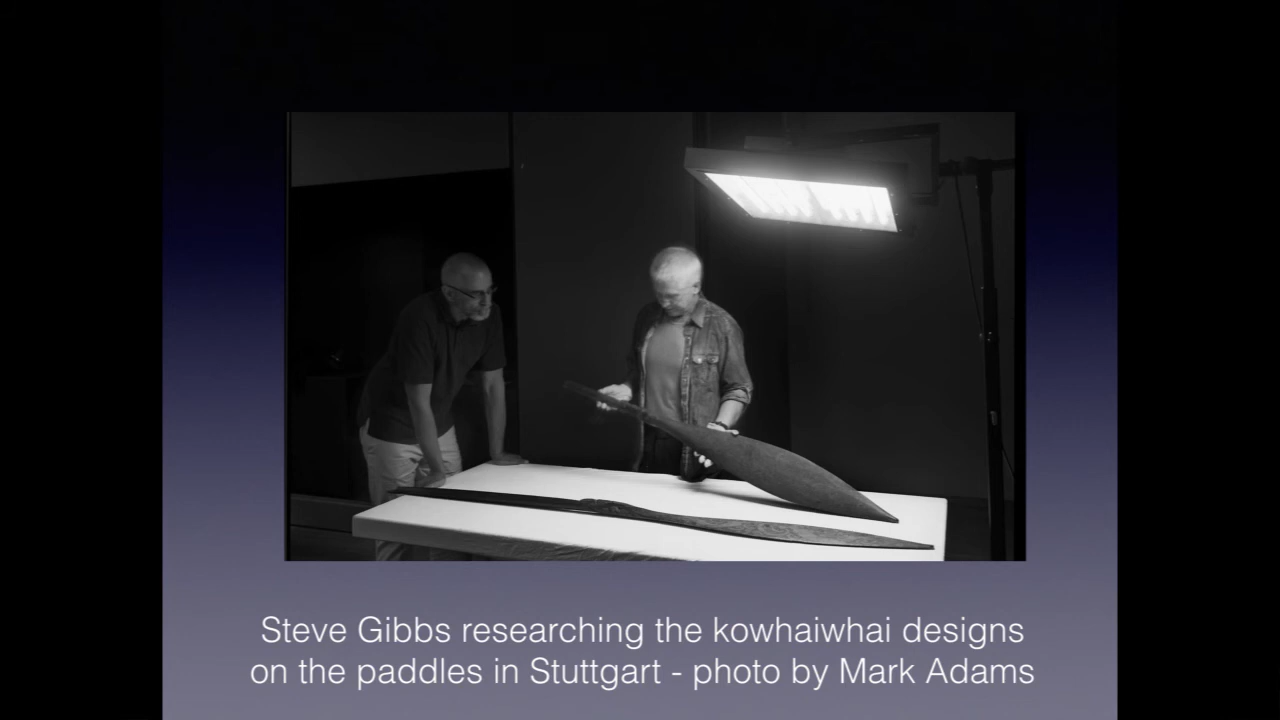 Steve Gibbs researching the kowhaiwhai designs
on the paddles in Stuttgart - photo by Mark Adams